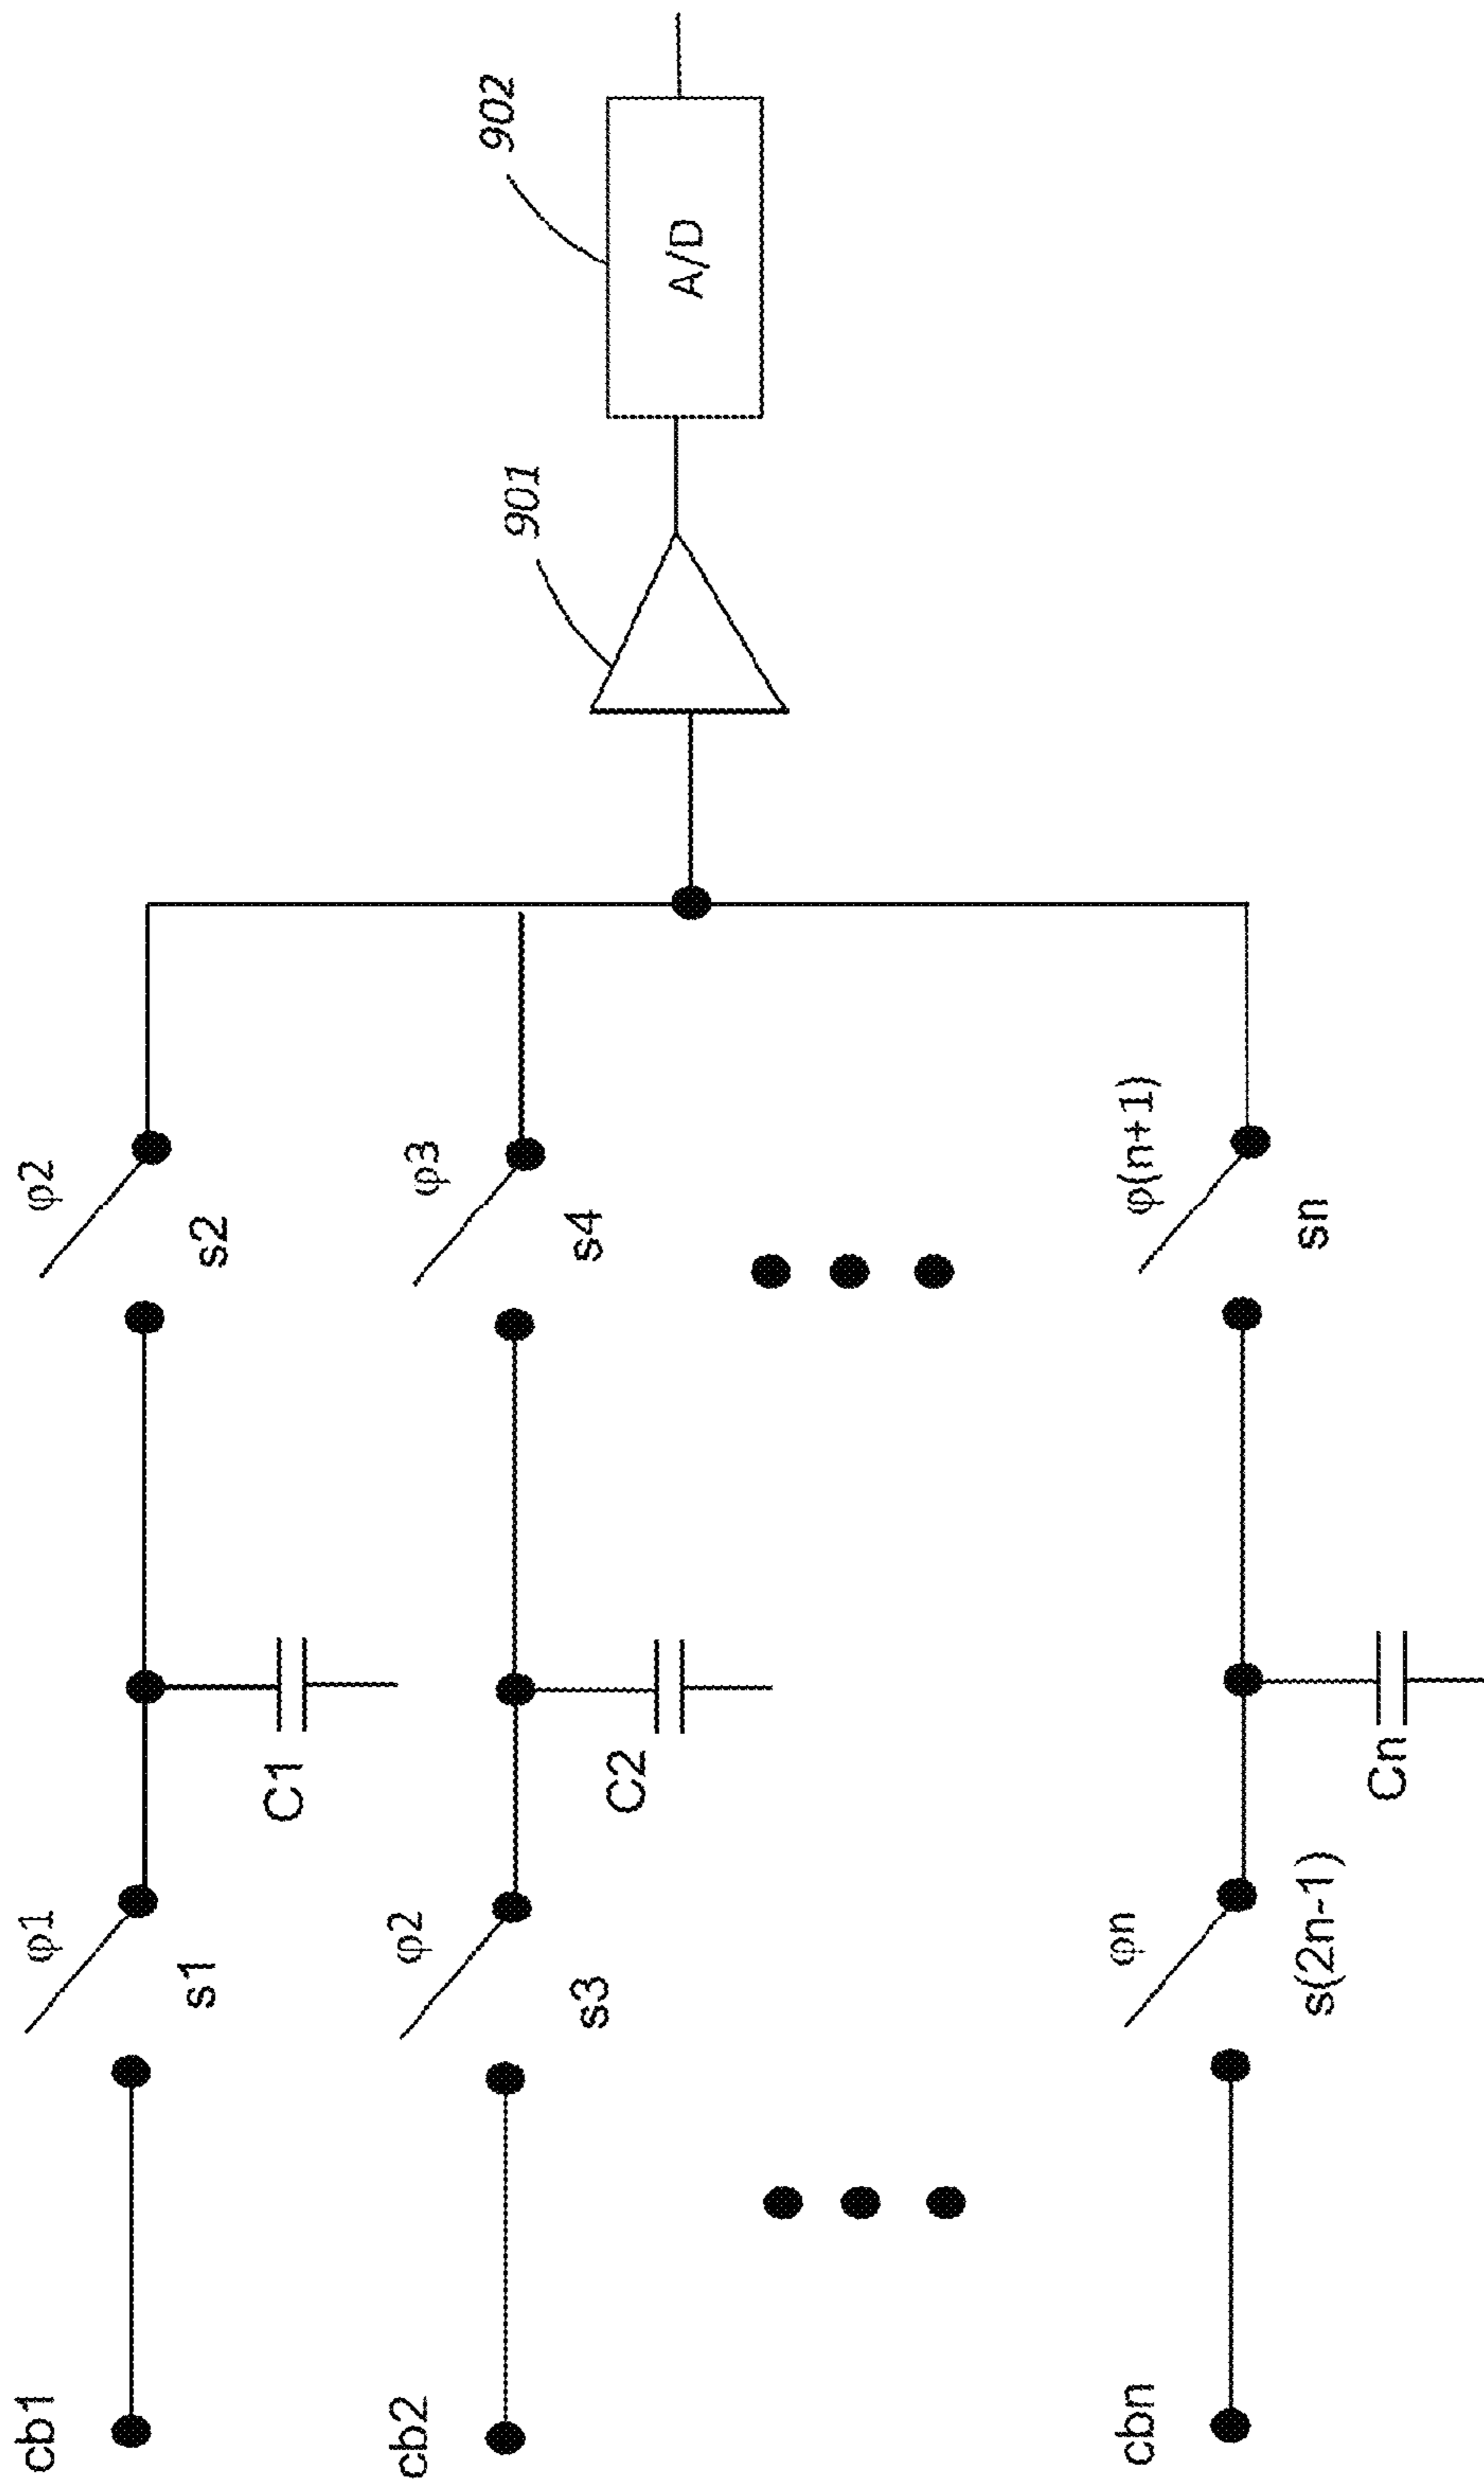 cb1
φ1
s1
C1
φ2
s2
cb2
φ2
s3
C2
φ3
s4
901
902
A/D
cbn
φn
s(2n-1)
Cn
φ(n+1)
sn